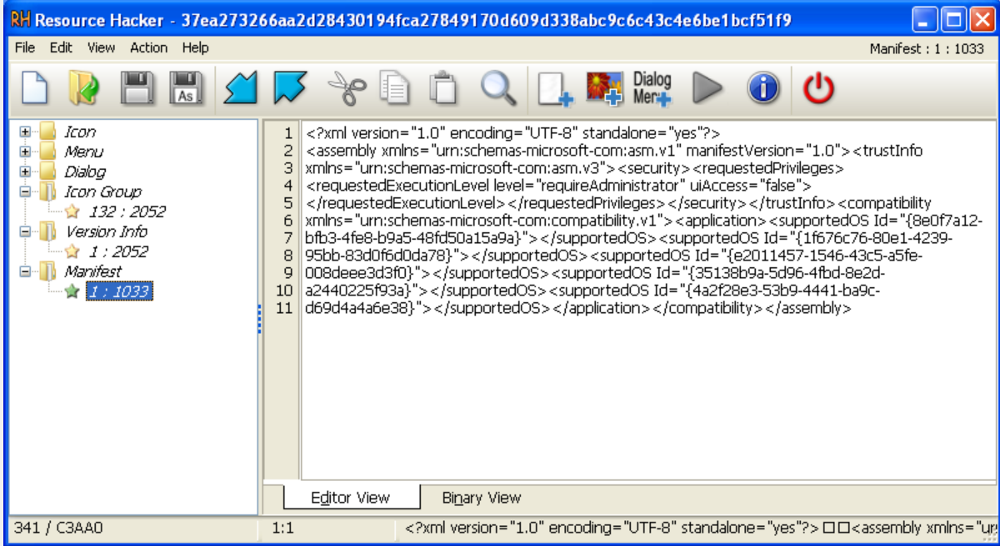 RH Resource Hacker - 37ea273266aa2d28430194fca27849170d609d338abc9c6c43c4e6be1bcf51f9
File Edit View Action Help Manifest : 1 : 1033
As Dialog
Menu
Icon
Menu
Dialog
Icon Group
132 : 2052
Version Info
1 : 2052
Manifest
1 : 1033
1 <?xml version="1.0" encoding="UTF-8" standalone="yes"?>
2 <assembly xmlns="urn:schemas-microsoft-com:asm.v1" manifestVersion="1.0"><trustInfo
3 xmlns="urn:schemas-microsoft-com:asm.v3"><security><requestedPrivileges>
4 <requestedExecutionLevel level="requireAdministrator" uiAccess="false">
5 </requestedExecutionLevel></requestedPrivileges></security></trustInfo><compatibility
6 xmlns="urn:schemas-microsoft-com:compatibility.v1"><application><supportedOS Id="{8e0f7a12-
7 bfb3-4fe8-b9a5-48fd50a15a9a}"></supportedOS><supportedOS Id="{1f676c76-80e1-4239-
8 95bb-83d0f6d0da78}"></supportedOS><supportedOS Id="{e2011457-1546-43c5-a5fe-
9 008deee3d3f0}"></supportedOS><supportedOS Id="{35138b9a-5d96-4fbd-8e2d-
10 a2440225f93a}"></supportedOS><supportedOS Id="{4a2f28e3-53b9-4441-ba9c-
11 d69d4a4a6e38}"></supportedOS></application></compatibility></assembly>
Editor View Binary View
341 / C3AA0 1:1 <?xml version="1.0" encoding="UTF-8" standalone="yes"?> □□<assembly xmlns="ur